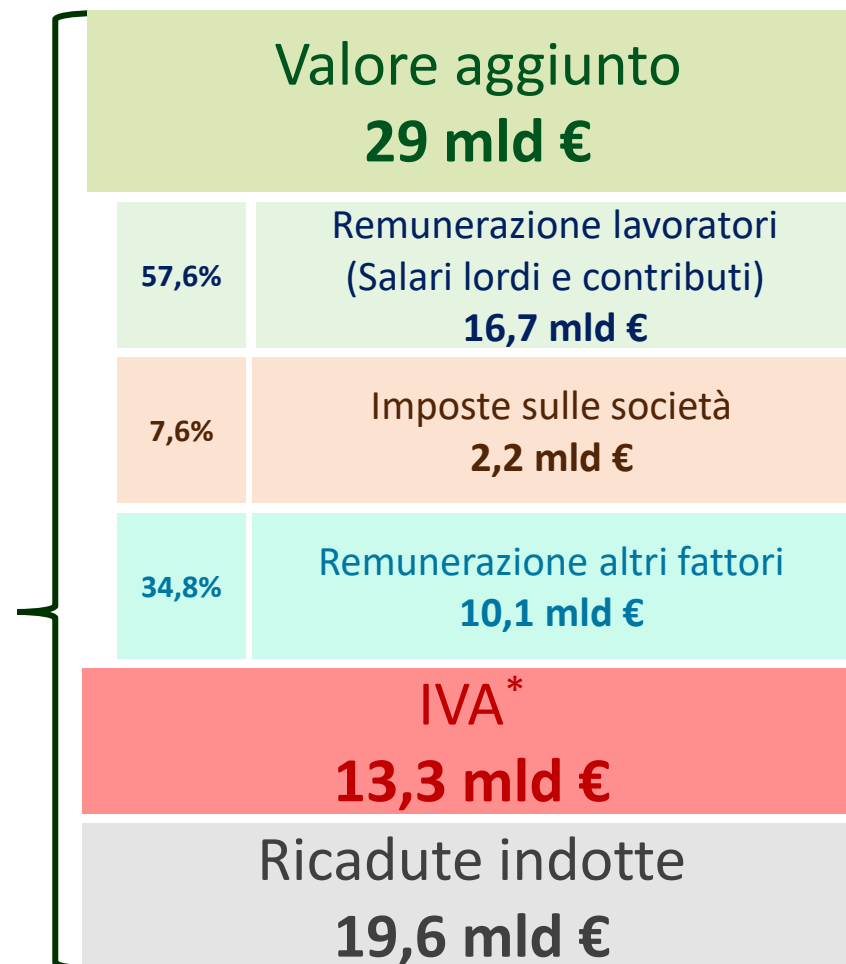 Valore aggiunto
29 mld €
57,6%
Remunerazione lavoratori
(Salari lordi e contributi)
16,7 mld €
7,6%
Imposte sulle società
2,2 mld €
34,8%
Remunerazione altri fattori
10,1 mld €
IVA*
13,3 mld €
Ricadute indotte
19,6 mld €